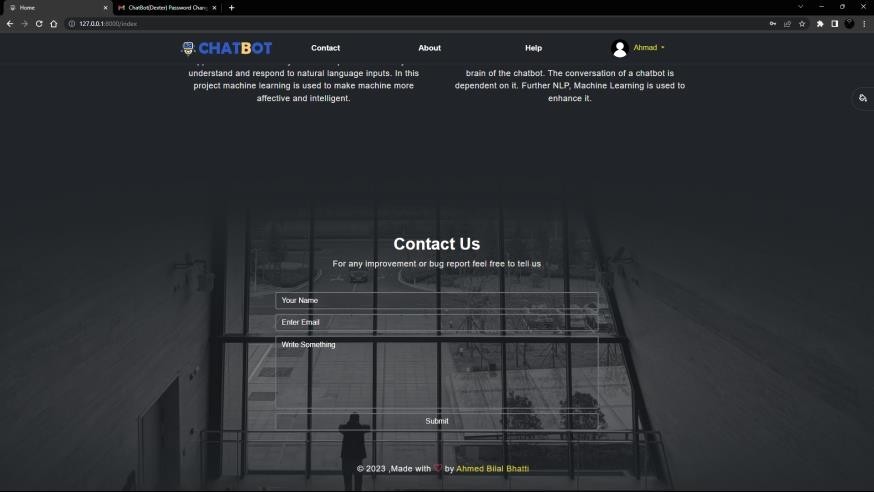 Home
ChatBot(Dexter) Password Chan
127.0.0.1:8000/index
CHATBOT
Contact
About
Help
Ahmad
understand and respond to natural language inputs. In this
project machine learning is used to make machine more
affective and intelligent.
brain of the chatbot. The conversation of a chatbot is
dependent on it. Further NLP, Machine Learning is used to
enhance it.
Contact Us
For any improvement or bug report feel free to tell us
Your Name
Enter Email
Write Something
Submit
© 2023 ,Made with ♡ by Ahmed Bilal Bhatti